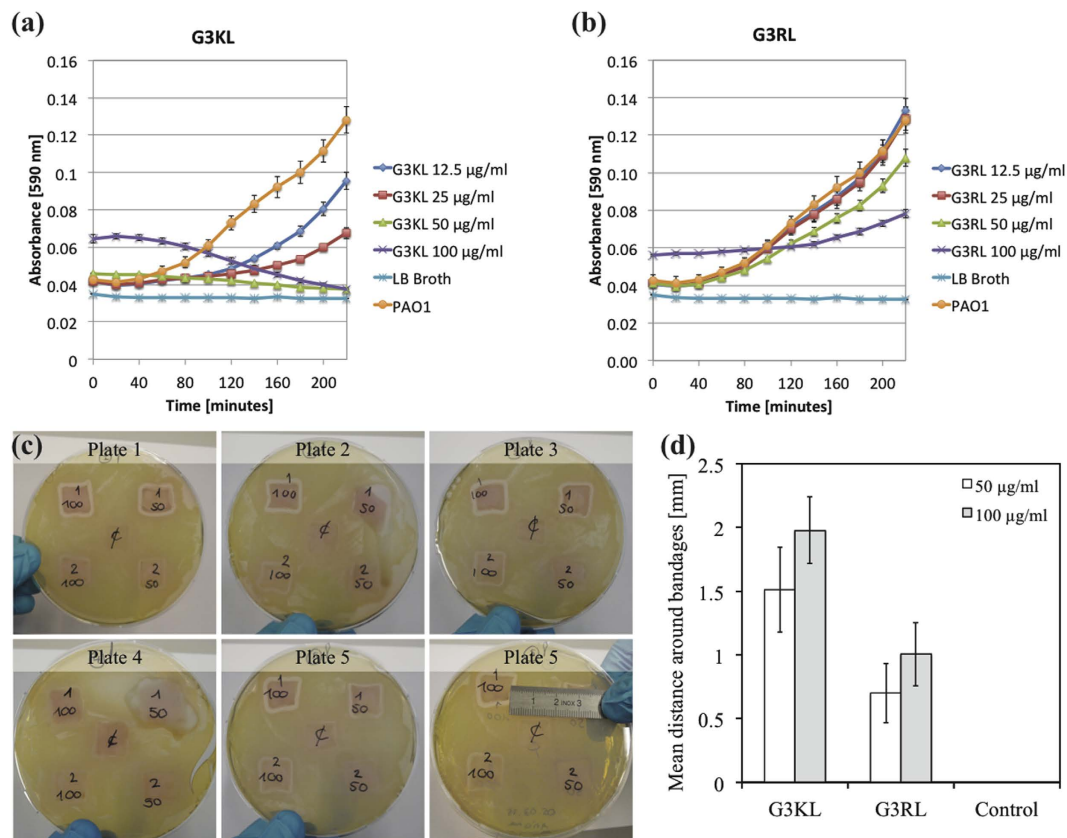 (a)
G3KL
Absorbance [590 nm]
0.16
0.14
0.12
0.10
0.08
0.06
0.04
0.02
0
0 40 80 120 160 200
Time [minutes]
G3KL 12.5 µg/ml
G3KL 25 µg/ml
G3KL 50 µg/ml
G3KL 100 µg/ml
LB Broth
PAO1
(b)
G3RL
Absorbance [590 nm]
0.16
0.14
0.12
0.10
0.08
0.06
0.04
0.02
0.00
0 40 80 120 160 200
Time [minutes]
G3RL 12.5 µg/ml
G3RL 25 µg/ml
G3RL 50 µg/ml
G3RL 100 µg/ml
LB Broth
PAO1
(c)
Plate 1
1 100
1 50
¢
2 100
2 50
Plate 2
1 100
1 50
¢
2 100
2 50
Plate 3
1 100
1 50
¢
2 100
2 50
Plate 4
1 100
1 50
¢
2 100
2 50
Plate 5
1 100
1 50
¢
2 100
2 50
Plate 5
1 100
1 2 INOX 3
¢
2 100
2 50
(d)
Mean distance around bandages [mm]
2.5
2
1.5
1
0.5
0
50 µg/ml
100 µg/ml
G3KL G3RL Control